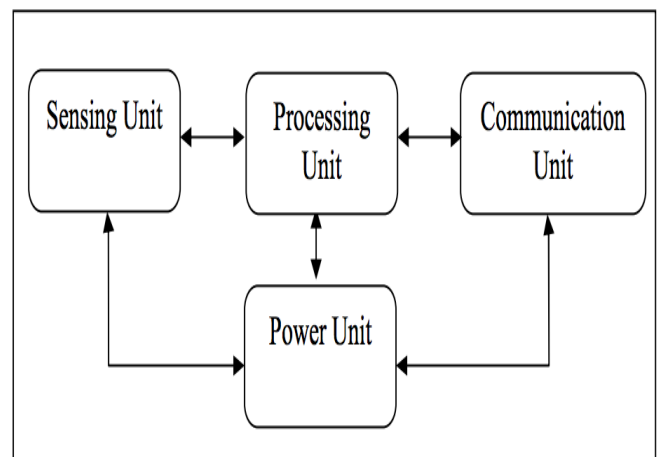 Sensing Unit
Processing
Unit
Communication
Unit
Power Unit